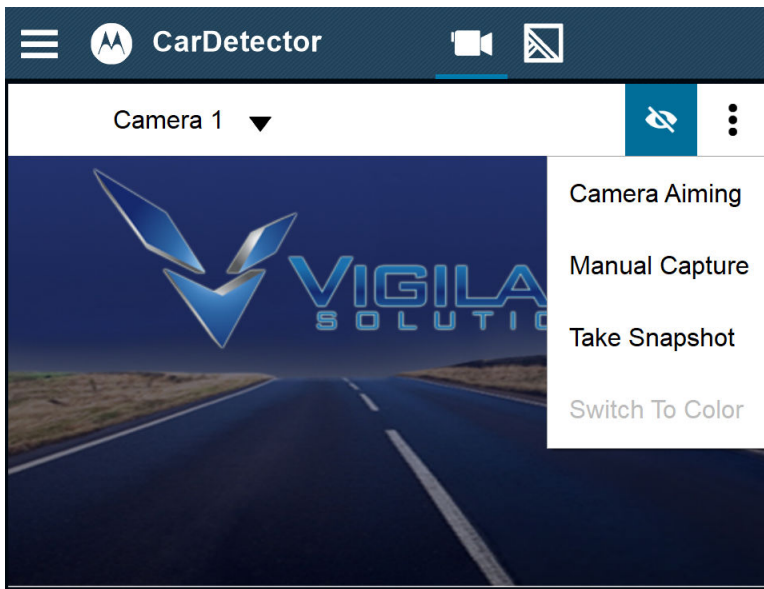 CarDetector
Camera 1
Camera Aiming
Manual Capture
Take Snapshot
Switch To Color